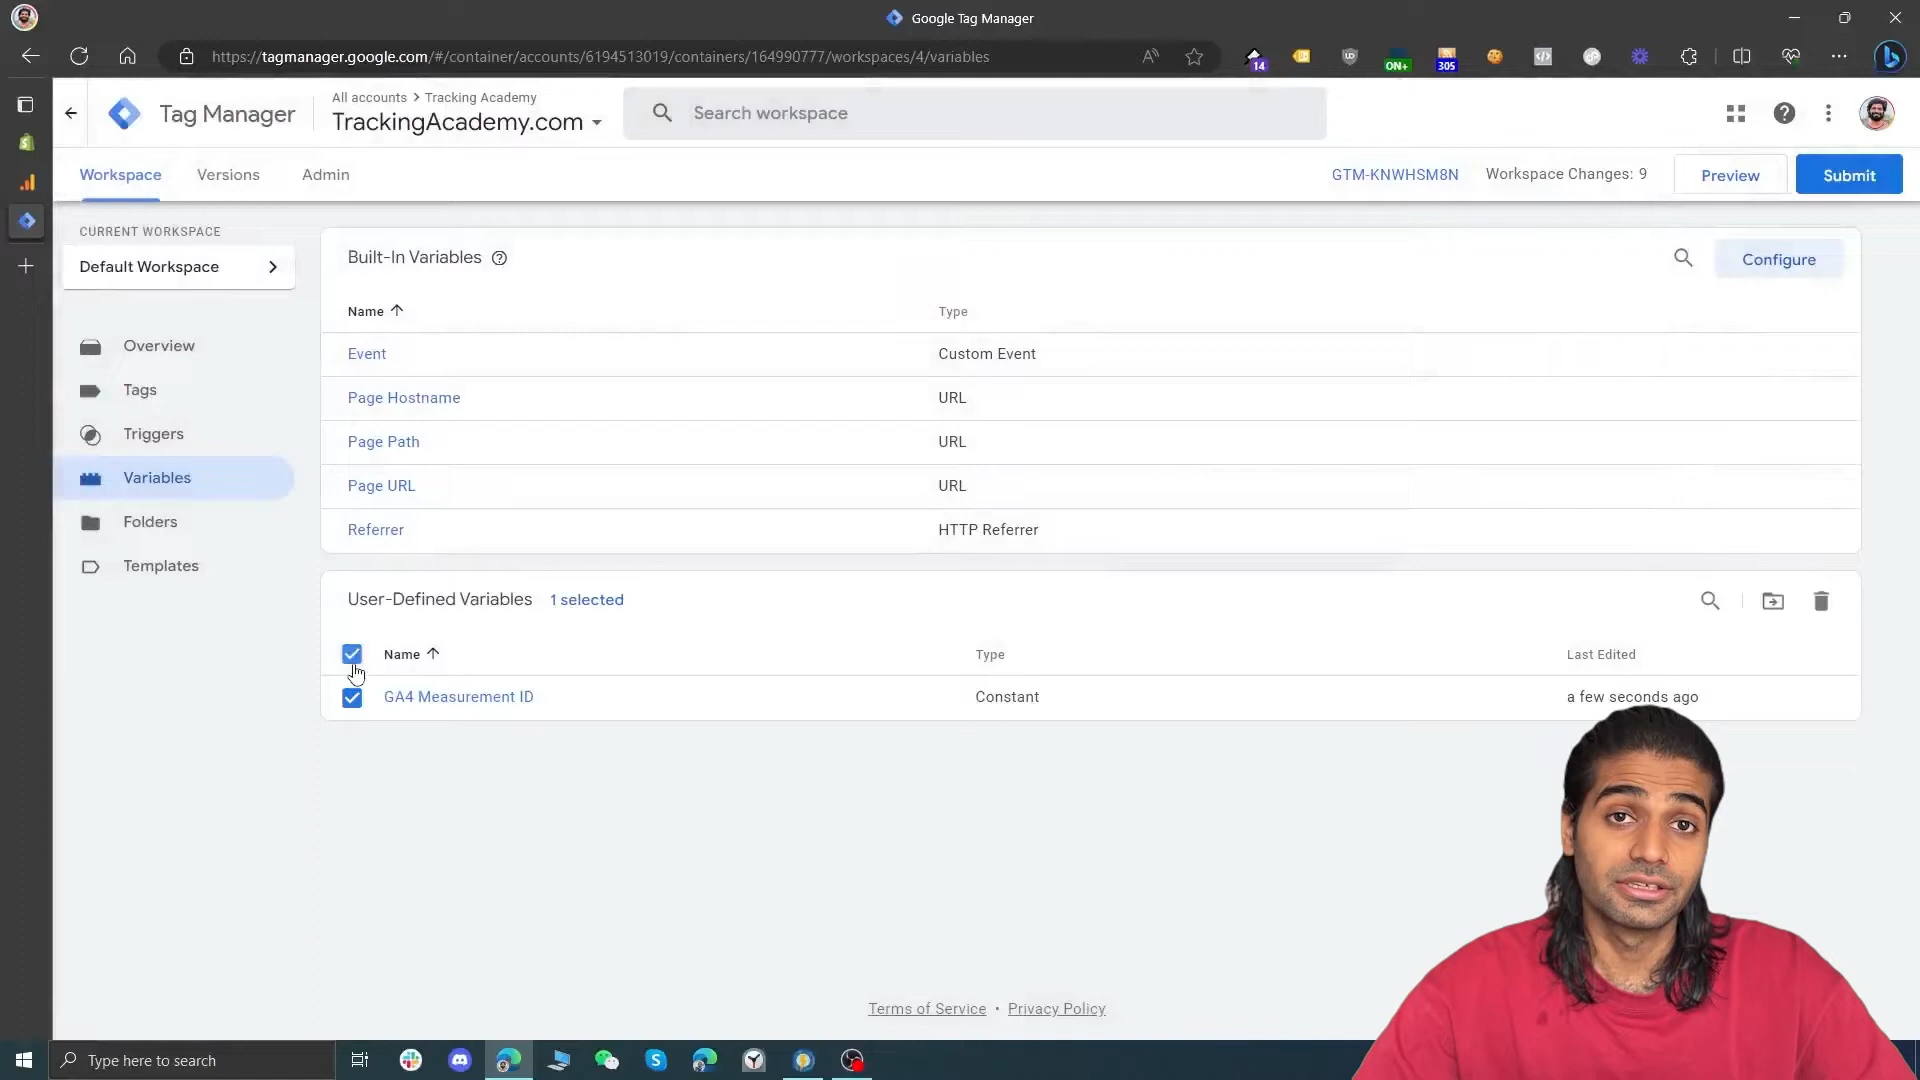 Google Tag Manager
https://tagmanager.google.com/#/container/accounts/6194513019/containers/164990777/workspaces/4/variables
14
ON+
305
Tag Manager
All accounts > Tracking Academy
TrackingAcademy.com
Search workspace
Workspace
Versions
Admin
GTM-KNWHSM8N
Workspace Changes: 9
Preview
Submit
CURRENT WORKSPACE
Default Workspace
Overview
Tags
Triggers
Variables
Folders
Templates
Built-In Variables
Configure
Name
Type
Event
Custom Event
Page Hostname
URL
Page Path
URL
Page URL
URL
Referrer
HTTP Referrer
User-Defined Variables
1 selected
Name
Type
Last Edited
GA4 Measurement ID
Constant
a few seconds ago
Terms of Service • Privacy Policy
Type here to search